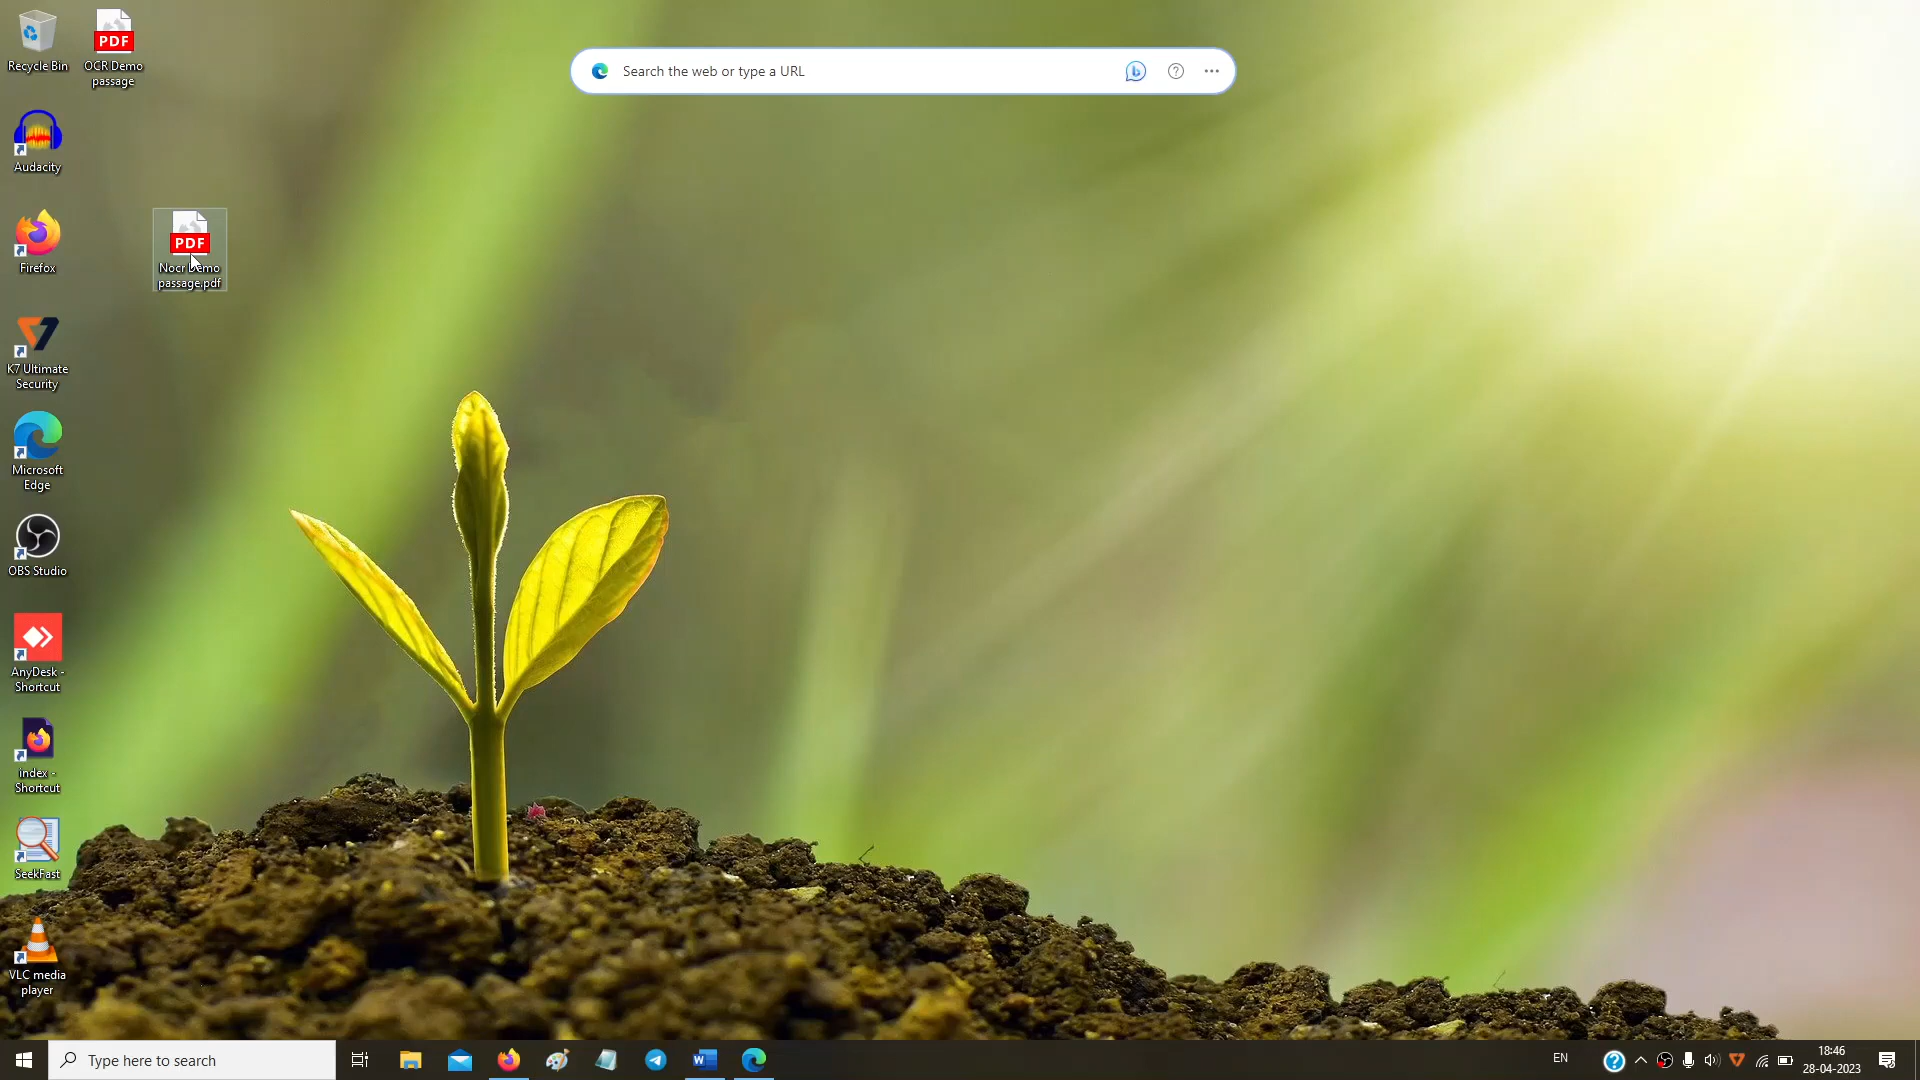 Recycle Bin
PDF
OCR Demo
passage
Search the web or type a URL
Audacity
Firefox
PDF
Nocr Demo
passage.pdf
K7 Ultimate
Security
Microsoft
Edge
OBS Studio
AnyDesk -
Shortcut
index -
Shortcut
SeekFast
VLC media
player
Type here to search
EN
18:46
28-04-2023